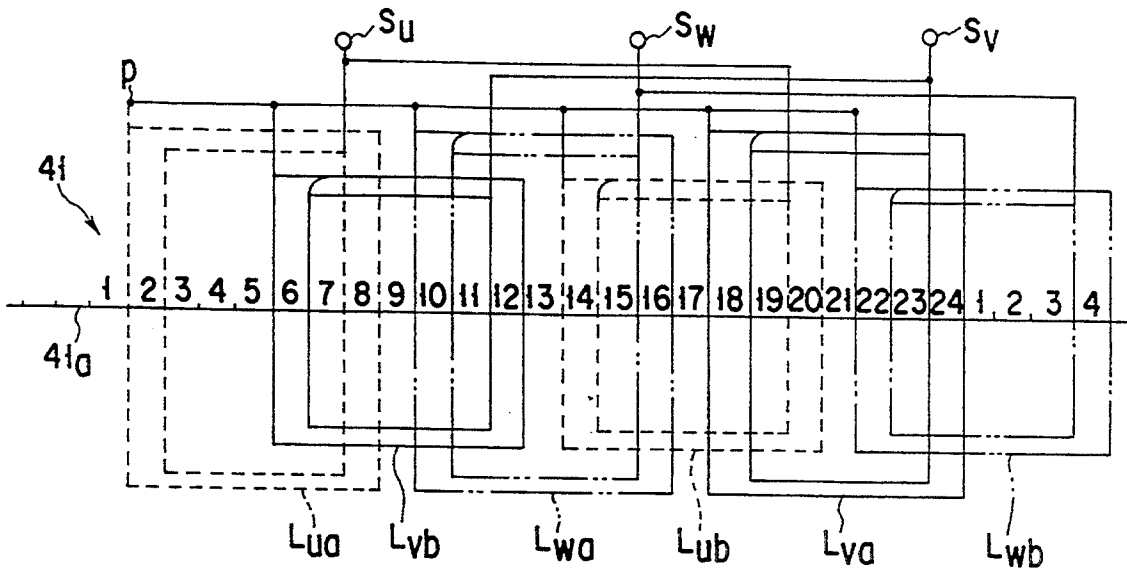 Su Sw Sv
p
41
1 2 3 4 5 6 7 8 9 10 11 12 13 14 15 16 17 18 19 20 21 22 23 24 1 2 3 4
41a
Lua Lvb Lwa Lub Lva Lwb